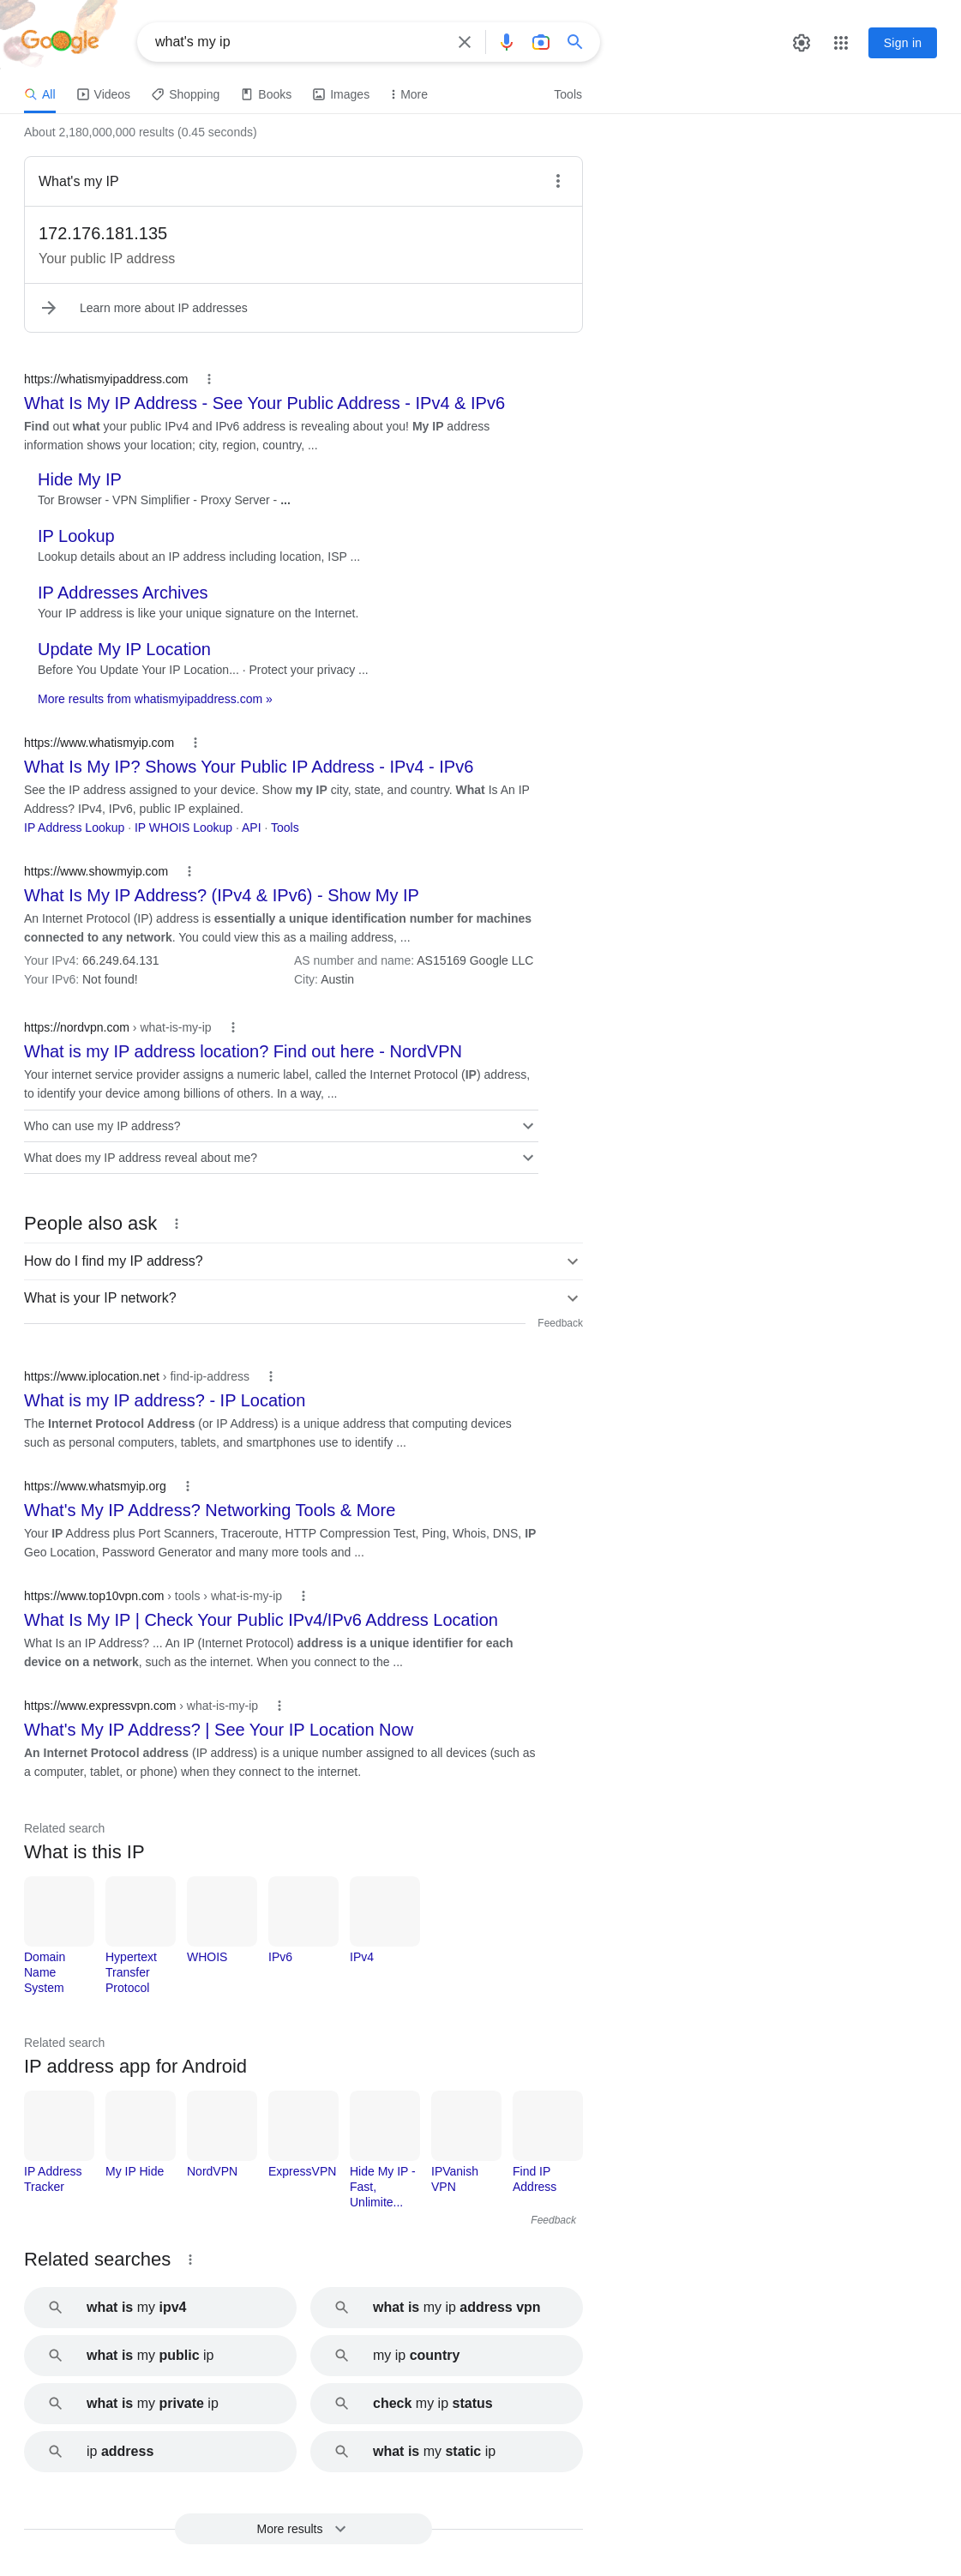 Google
what's my ip
Sign in
All
Videos
Shopping
Books
Images
More
Tools
About 2,180,000,000 results (0.45 seconds)
What's my IP
172.176.181.135
Your public IP address
Learn more about IP addresses
https://whatismyipaddress.com
What Is My IP Address - See Your Public Address - IPv4 & IPv6
Find out what your public IPv4 and IPv6 address is revealing about you! My IP address
information shows your location; city, region, country, ...
Hide My IP
Tor Browser - VPN Simplifier - Proxy Server - ...
IP Lookup
Lookup details about an IP address including location, ISP ...
IP Addresses Archives
Your IP address is like your unique signature on the Internet.
Update My IP Location
Before You Update Your IP Location... · Protect your privacy ...
More results from whatismyipaddress.com »
https://www.whatismyip.com
What Is My IP? Shows Your Public IP Address - IPv4 - IPv6
See the IP address assigned to your device. Show my IP city, state, and country. What Is An IP
Address? IPv4, IPv6, public IP explained.
IP Address Lookup · IP WHOIS Lookup · API · Tools
https://www.showmyip.com
What Is My IP Address? (IPv4 & IPv6) - Show My IP
An Internet Protocol (IP) address is essentially a unique identification number for machines
connected to any network. You could view this as a mailing address, ...
Your IPv4: 66.249.64.131
AS number and name: AS15169 Google LLC
Your IPv6: Not found!
City: Austin
https://nordvpn.com › what-is-my-ip
What is my IP address location? Find out here - NordVPN
Your internet service provider assigns a numeric label, called the Internet Protocol (IP) address,
to identify your device among billions of others. In a way, ...
Who can use my IP address?
What does my IP address reveal about me?
People also ask
How do I find my IP address?
What is your IP network?
Feedback
https://www.iplocation.net › find-ip-address
What is my IP address? - IP Location
The Internet Protocol Address (or IP Address) is a unique address that computing devices
such as personal computers, tablets, and smartphones use to identify ...
https://www.whatsmyip.org
What's My IP Address? Networking Tools & More
Your IP Address plus Port Scanners, Traceroute, HTTP Compression Test, Ping, Whois, DNS, IP
Geo Location, Password Generator and many more tools and ...
https://www.top10vpn.com › tools › what-is-my-ip
What Is My IP | Check Your Public IPv4/IPv6 Address Location
What Is an IP Address? ... An IP (Internet Protocol) address is a unique identifier for each
device on a network, such as the internet. When you connect to the ...
https://www.expressvpn.com › what-is-my-ip
What's My IP Address? | See Your IP Location Now
An Internet Protocol address (IP address) is a unique number assigned to all devices (such as
a computer, tablet, or phone) when they connect to the internet.
Related search
What is this IP
Domain
Name
System
Hypertext
Transfer
Protocol
WHOIS
IPv6
IPv4
Related search
IP address app for Android
IP Address
Tracker
My IP Hide
NordVPN
ExpressVPN
Hide My IP -
Fast,
Unlimite...
IPVanish
VPN
Find IP
Address
Feedback
Related searches
what is my ipv4
what is my ip address vpn
what is my public ip
my ip country
what is my private ip
check my ip status
ip address
what is my static ip
More results